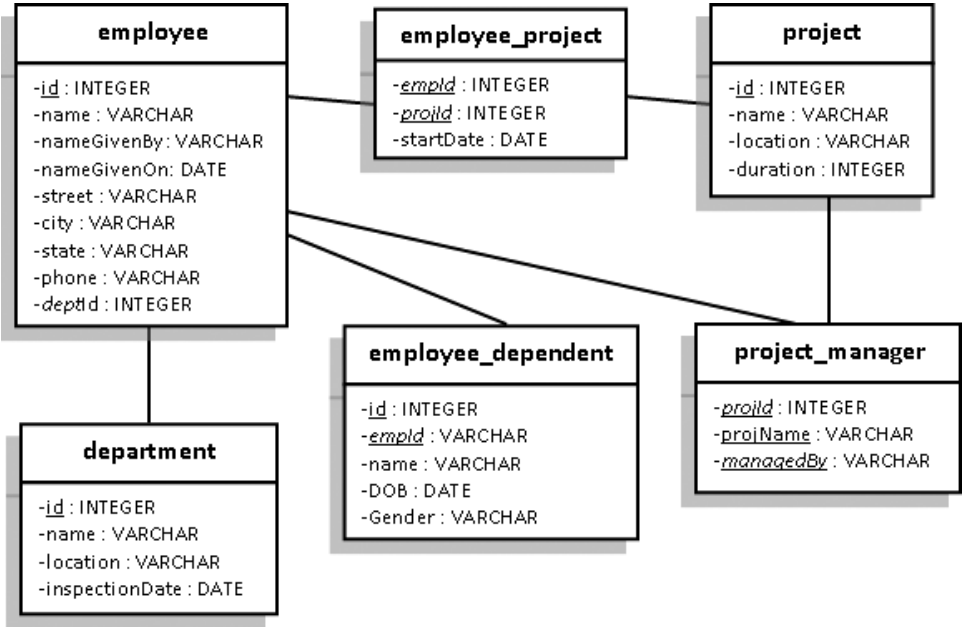 employee
-id : INTEGER
-name : VARCHAR
-nameGivenBy: VARCHAR
-nameGivenOn: DATE
-street : VARCHAR
-city : VARCHAR
-state : VARCHAR
-phone : VARCHAR
-deptId : INTEGER
employee_project
-empId : INTEGER
-projId : INTEGER
-startDate : DATE
project
-id : INTEGER
-name : VARCHAR
-location : VARCHAR
-duration : INTEGER
department
-id : INTEGER
-name : VARCHAR
-location : VARCHAR
-inspectionDate : DATE
employee_dependent
-id : INTEGER
-empId : VARCHAR
-name : VARCHAR
-DOB : DATE
-Gender : VARCHAR
project_manager
-projId : INTEGER
-projName : VARCHAR
-managedBy : VARCHAR